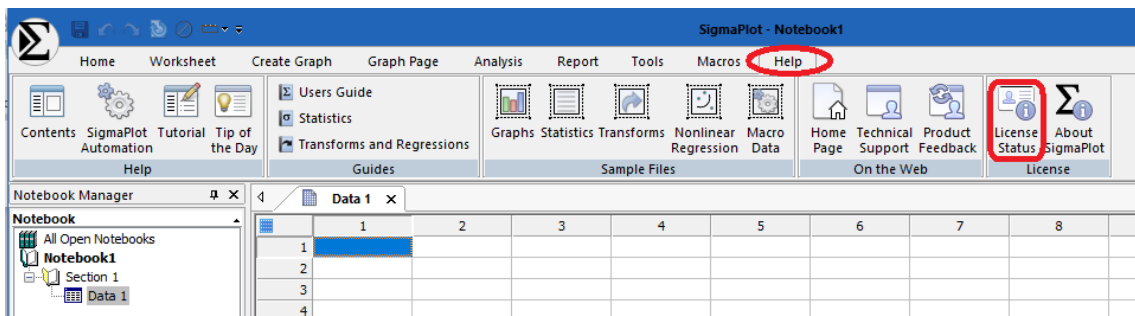 SigmaPlot - Notebook1
Home Worksheet Create Graph Graph Page Analysis Report Tools Macros Help
Contents SigmaPlot Automation Tutorial Tip of the Day
Users Guide
Statistics
Transforms and Regressions
Graphs Statistics Transforms Nonlinear Regression Macro Data
Home Page Technical Support Product Feedback
License Status About SigmaPlot
Help Guides Sample Files On the Web License
Notebook Manager
Data 1
Notebook
All Open Notebooks
Notebook1
Section 1
Data 1
1 2 3 4 5 6 7 8
1
2
3
4